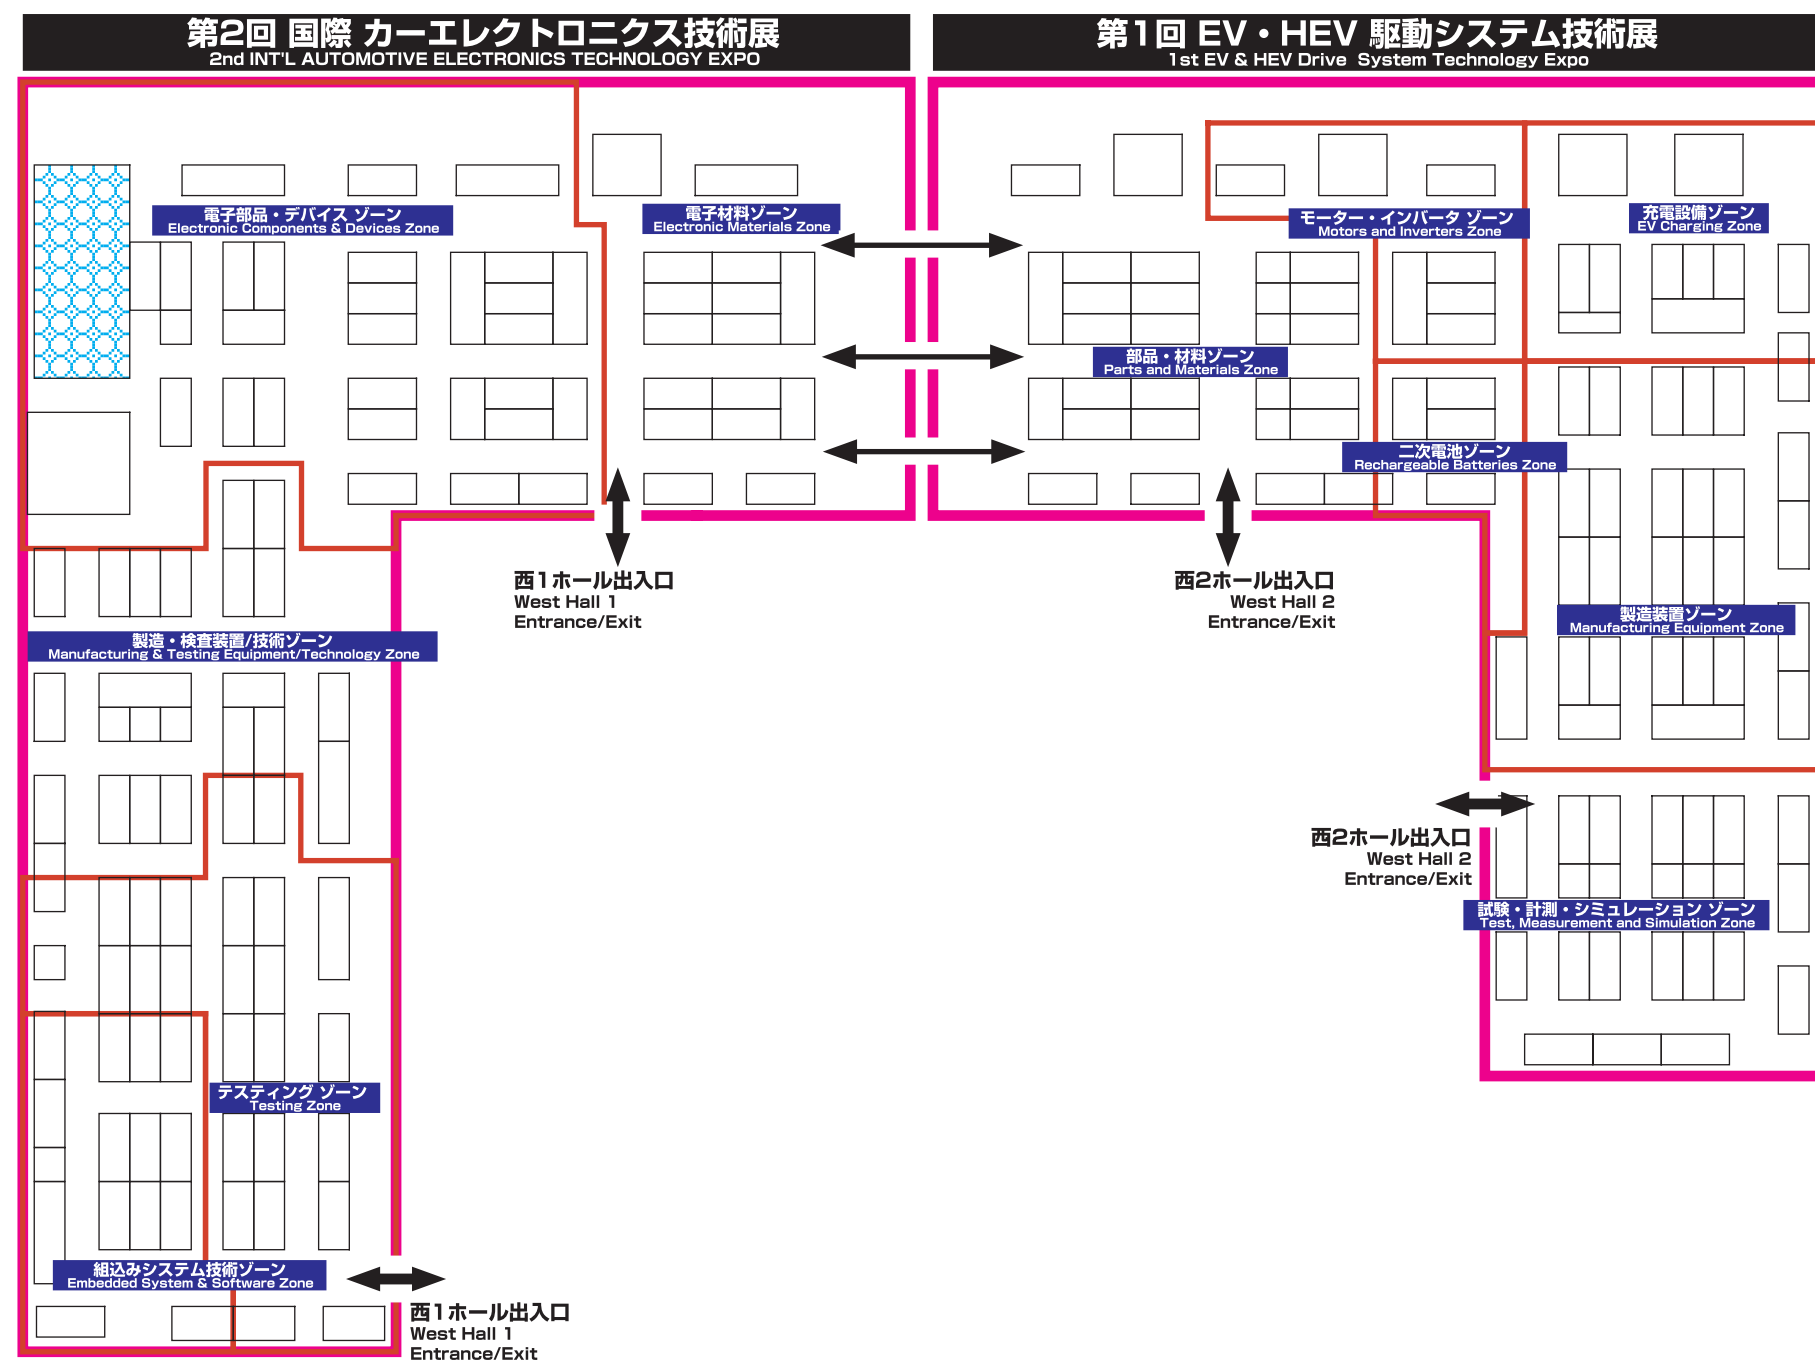 第2回 国際 カーエレクトロニクス技術展
2nd INT'L AUTOMOTIVE ELECTRONICS TECHNOLOGY EXPO
第1回 EV・HEV 駆動システム技術展
1st EV & HEV Drive System Technology Expo
電子部品・デバイス ゾーン
Electronic Components & Devices Zone
電子材料ゾーン
Electronic Materials Zone
モーター・インバータ ゾーン
Motors and Inverters Zone
充電設備ゾーン
EV Charging Zone
部品・材料ゾーン
Parts and Materials Zone
二次電池ゾーン
Rechargeable Batteries Zone
西1ホール出入口
West Hall 1
Entrance/Exit
西2ホール出入口
West Hall 2
Entrance/Exit
製造・検査装置/技術ゾーン
Manufacturing & Testing Equipment/Technology Zone
製造装置ゾーン
Manufacturing Equipment Zone
西2ホール出入口
West Hall 2
Entrance/Exit
試験・計測・シミュレーション ゾーン
Test, Measurement and Simulation Zone
テスティング ゾーン
Testing Zone
組込みシステム技術ゾーン
Embedded System & Software Zone
西1ホール出入口
West Hall 1
Entrance/Exit